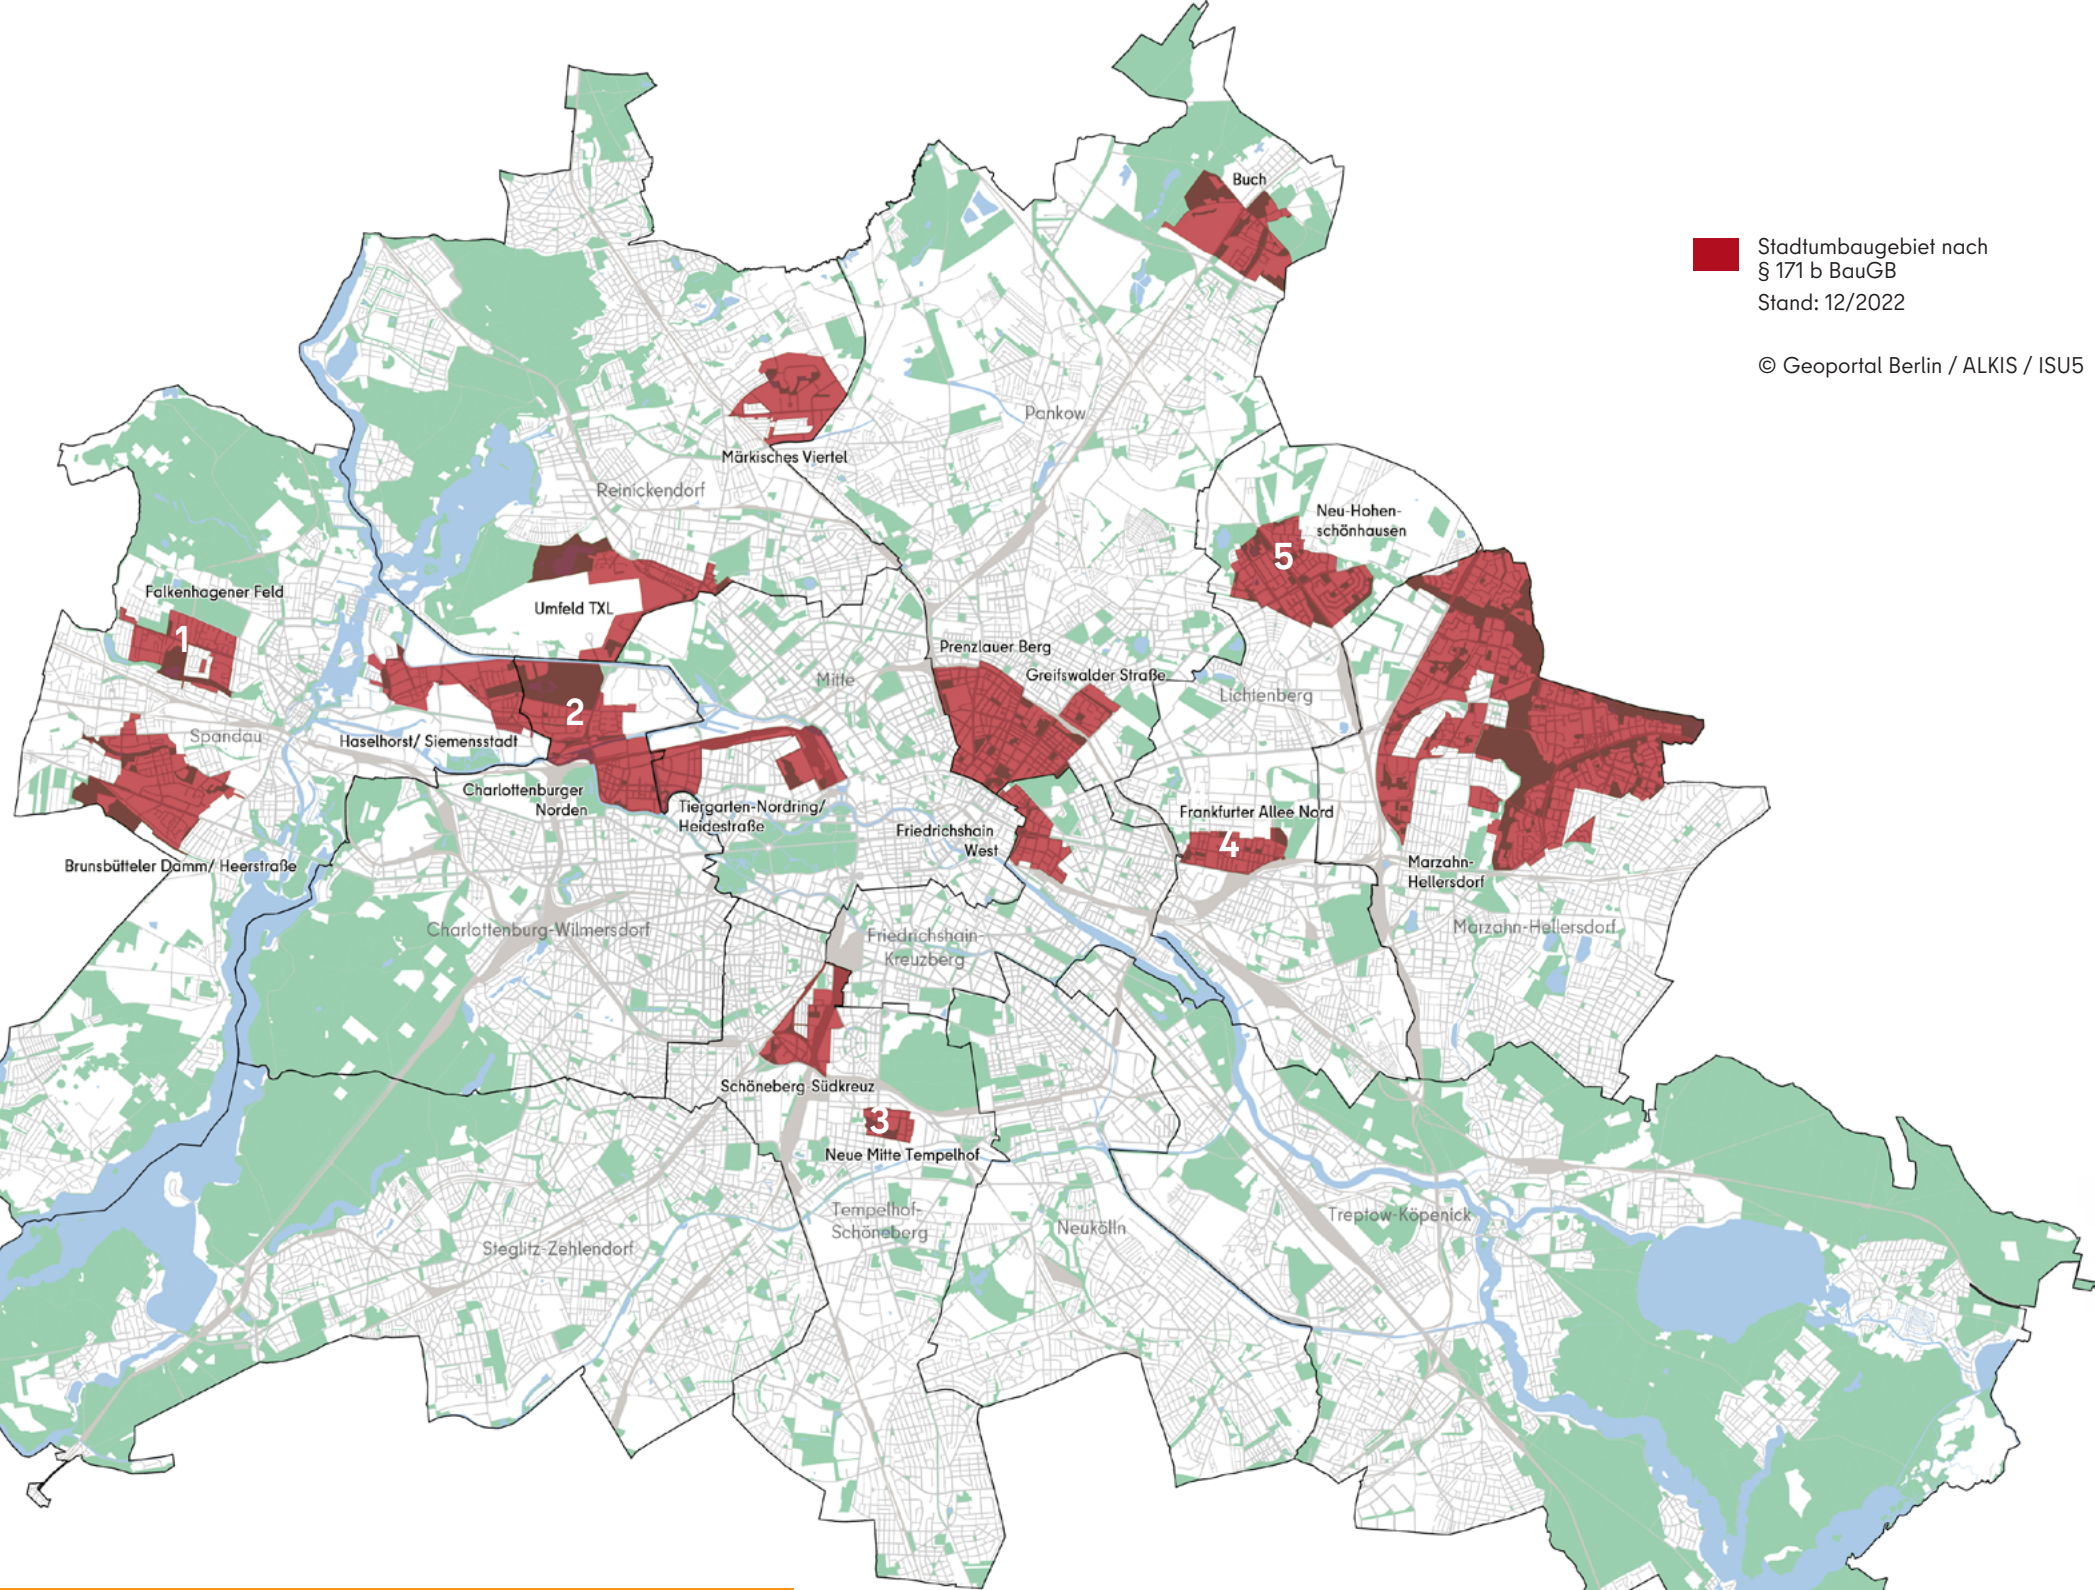 Buch
Stadtumbaugebiet nach
§ 171 b BauGB
Stand: 12/2022
© Geoportal Berlin / ALKIS / ISU5
Pankow
Märkisches Viertel
Reinickendorf
Neu-Hohen-
schönhausen
5
Falkenhagener Feld
Umfeld TXL
1
Prenzlauer Berg
Greifswalder Straße
Mitte
Lichtenberg
2
Spandau
Haselhorst/ Siemensstadt
Charlottenburger
Norden
Tiergarten-Nordring/
Heidestraße
Frankfurter Allee Nord
Friedrichshain
West
4
Brunsbütteler Damm/ Heerstraße
Marzahn-
Hellersdorf
Charlottenburg-Wilmersdorf
Friedrichshain-
Kreuzberg
Marzahn-Hellersdorf
Schöneberg-Südkreuz
3
Neue Mitte Tempelhof
Tempelhof-
Schöneberg
Neukölln
Treptow-Köpenick
Steglitz-Zehlendorf